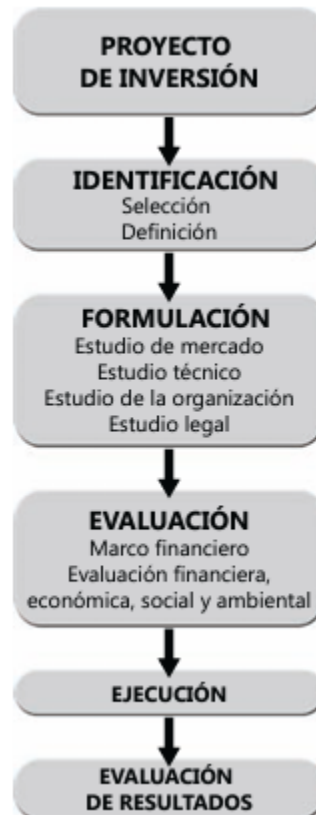 PROYECTO
DE INVERSIÓN
IDENTIFICACIÓN
Selección
Definición
FORMULACIÓN
Estudio de mercado
Estudio técnico
Estudio de la organización
Estudio legal
EVALUACIÓN
Marco financiero
Evaluación financiera,
económica, social y ambiental
EJECUCIÓN
EVALUACIÓN
DE RESULTADOS